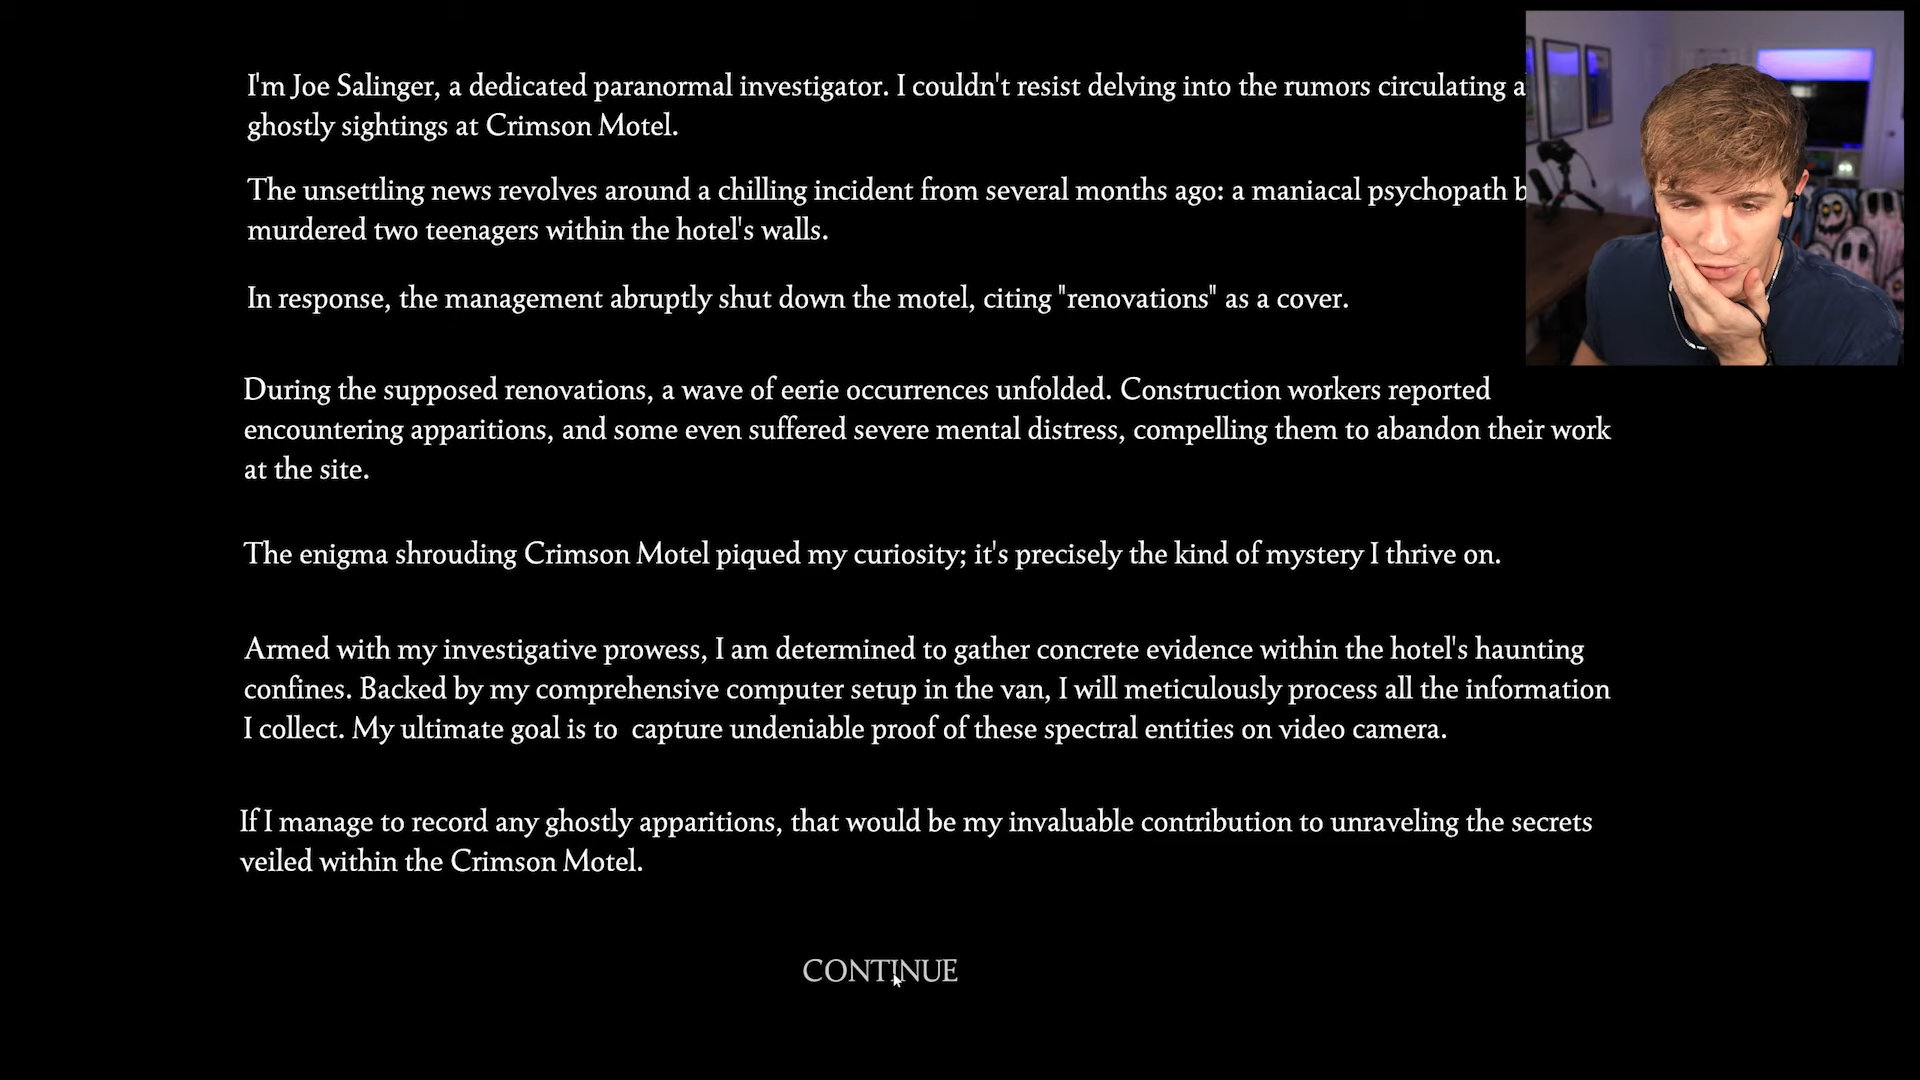 I'm Joe Salinger, a dedicated paranormal investigator. I couldn't resist delving into the rumors circulating
ghostly sightings at Crimson Motel.
The unsettling news revolves around a chilling incident from several months ago: a maniacal psychopath
murdered two teenagers within the hotel's walls.
In response, the management abruptly shut down the motel, citing "renovations" as a cover.
During the supposed renovations, a wave of eerie occurrences unfolded. Construction workers reported
encountering apparitions, and some even suffered severe mental distress, compelling them to abandon their work
at the site.
The enigma shrouding Crimson Motel piqued my curiosity; it's precisely the kind of mystery I thrive on.
Armed with my investigative prowess, I am determined to gather concrete evidence within the hotel's haunting
confines. Backed by my comprehensive computer setup in the van, I will meticulously process all the information
I collect. My ultimate goal is to  capture undeniable proof of these spectral entities on video camera.
If I manage to record any ghostly apparitions, that would be my invaluable contribution to unraveling the secrets
veiled within the Crimson Motel.
CONTINUE